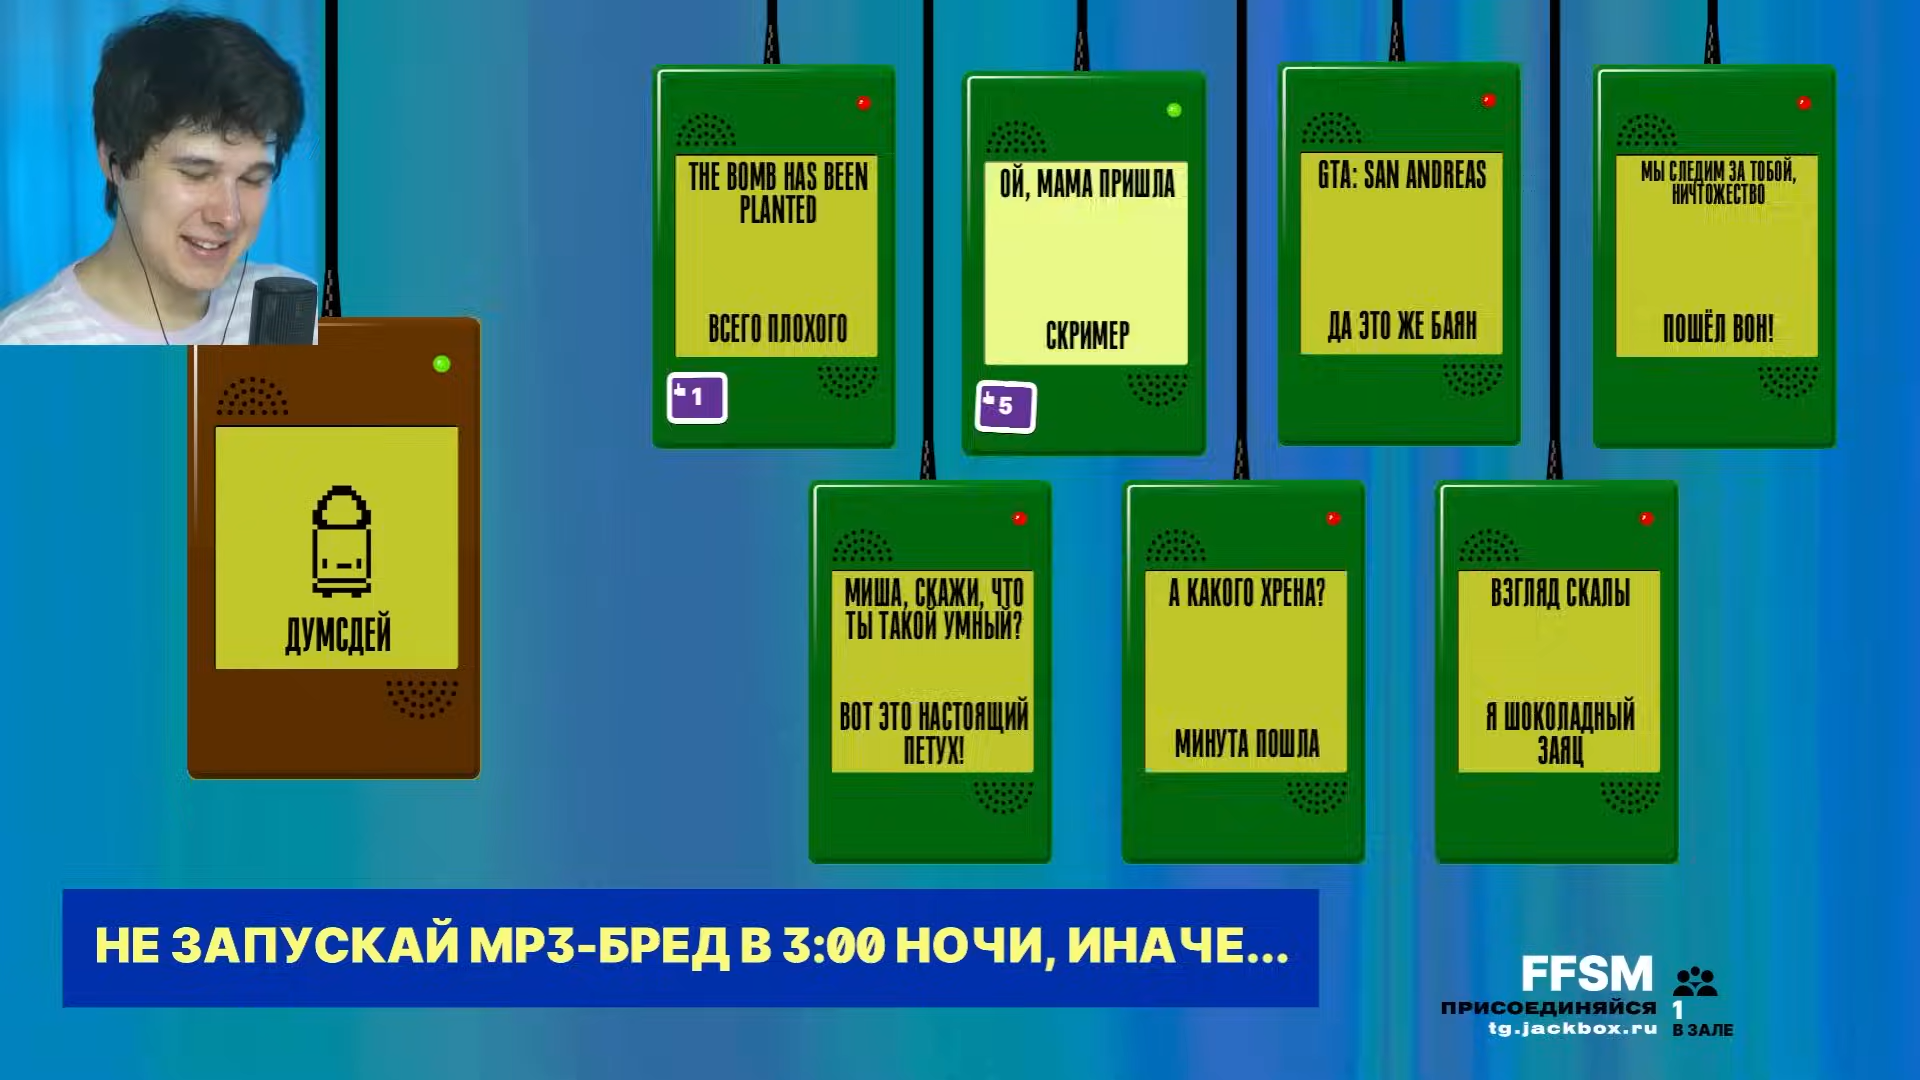 THE BOMB HAS BEEN
PLANTED
ВСЕГО ПЛОХОГО
1
ОЙ, МАМА ПРИШЛА
СКРИМЕР
5
GTA: SAN ANDREAS
ДА ЭТО ЖЕ БАЯН
МЫ СЛЕДИМ ЗА ТОБОЙ,
НИЧТОЖЕСТВО
ПОШЁЛ ВОН!
ДУМСДЕЙ
МИША, СКАЖИ, ЧТО
ТЫ ТАКОЙ УМНЫЙ?
ВОТ ЭТО НАСТОЯЩИЙ
ПЕТУХ!
А КАКОГО ХРЕНА?
МИНУТА ПОШЛА
ВЗГЛЯД СКАЛЫ
Я ШОКОЛАДНЫЙ
ЗАЯЦ
НЕ ЗАПУСКАЙ MP3-БРЕД В 3:00 НОЧИ, ИНАЧЕ...
FFSM
ПРИСОЕДИНЯЙСЯ
tg.jackbox.ru
1
В ЗАЛЕ